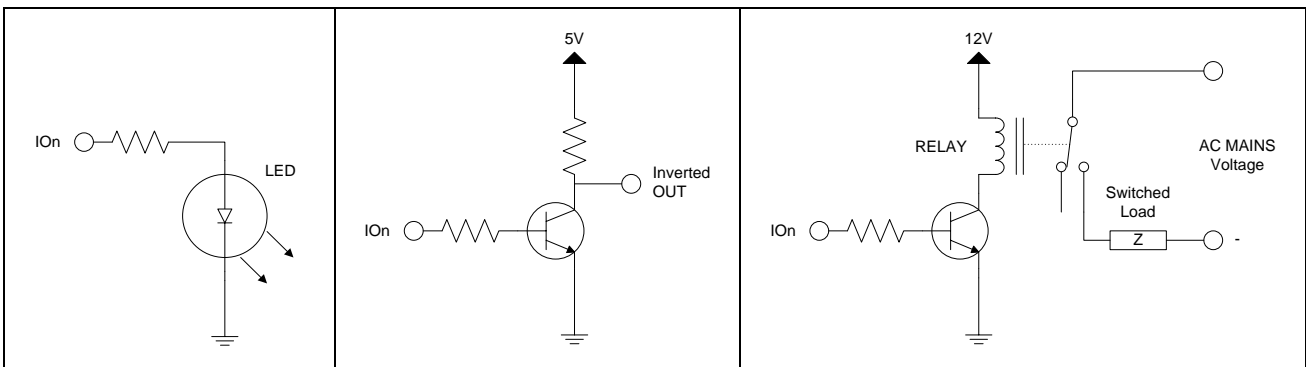 IOn
LED
5V
Inverted
OUT
IOn
12V
RELAY
AC MAINS
Voltage
Switched
Load
IOn
Z
-